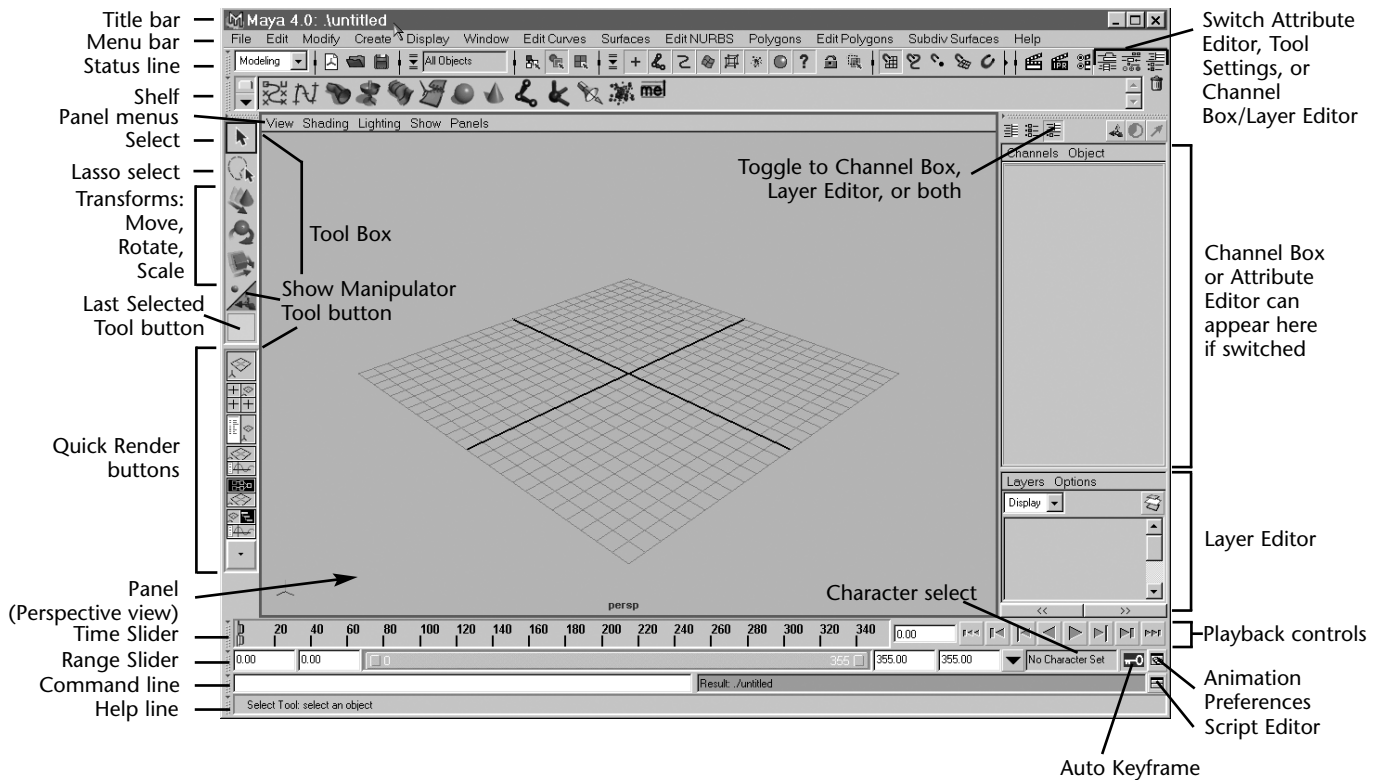 Title bar
Menu bar
Status line
Shelf
Panel menus
Select
Lasso select
Transforms:
Move,
Rotate,
Scale
Last Selected
Tool button
Quick Render
buttons
Panel
(Perspective view)
Time Slider
Range Slider
Command line
Help line
Maya 4.0: .\untitled
File Edit Modify Create Display Window Edit Curves Surfaces Edit NURBS Polygons Edit Polygons Subdiv Surfaces Help
Modeling All Objects ?
mel
View Shading Lighting Show Panels
Tool Box
Show Manipulator
Tool button
Toggle to Channel Box,
Layer Editor, or both
persp
Character select
Channels Object
Layers Options
Display
<< >>
0 20 40 60 80 100 120 140 160 180 200 220 240 260 280 300 320 340 0.00
0.00 0.00 0 355 355.00 355.00 No Character Set
Result: ./untitled
Select Tool: select an object
Switch Attribute
Editor, Tool
Settings, or
Channel
Box/Layer Editor
Channel Box
or Attribute
Editor can
appear here
if switched
Layer Editor
Playback controls
Animation
Preferences
Script Editor
Auto Keyframe